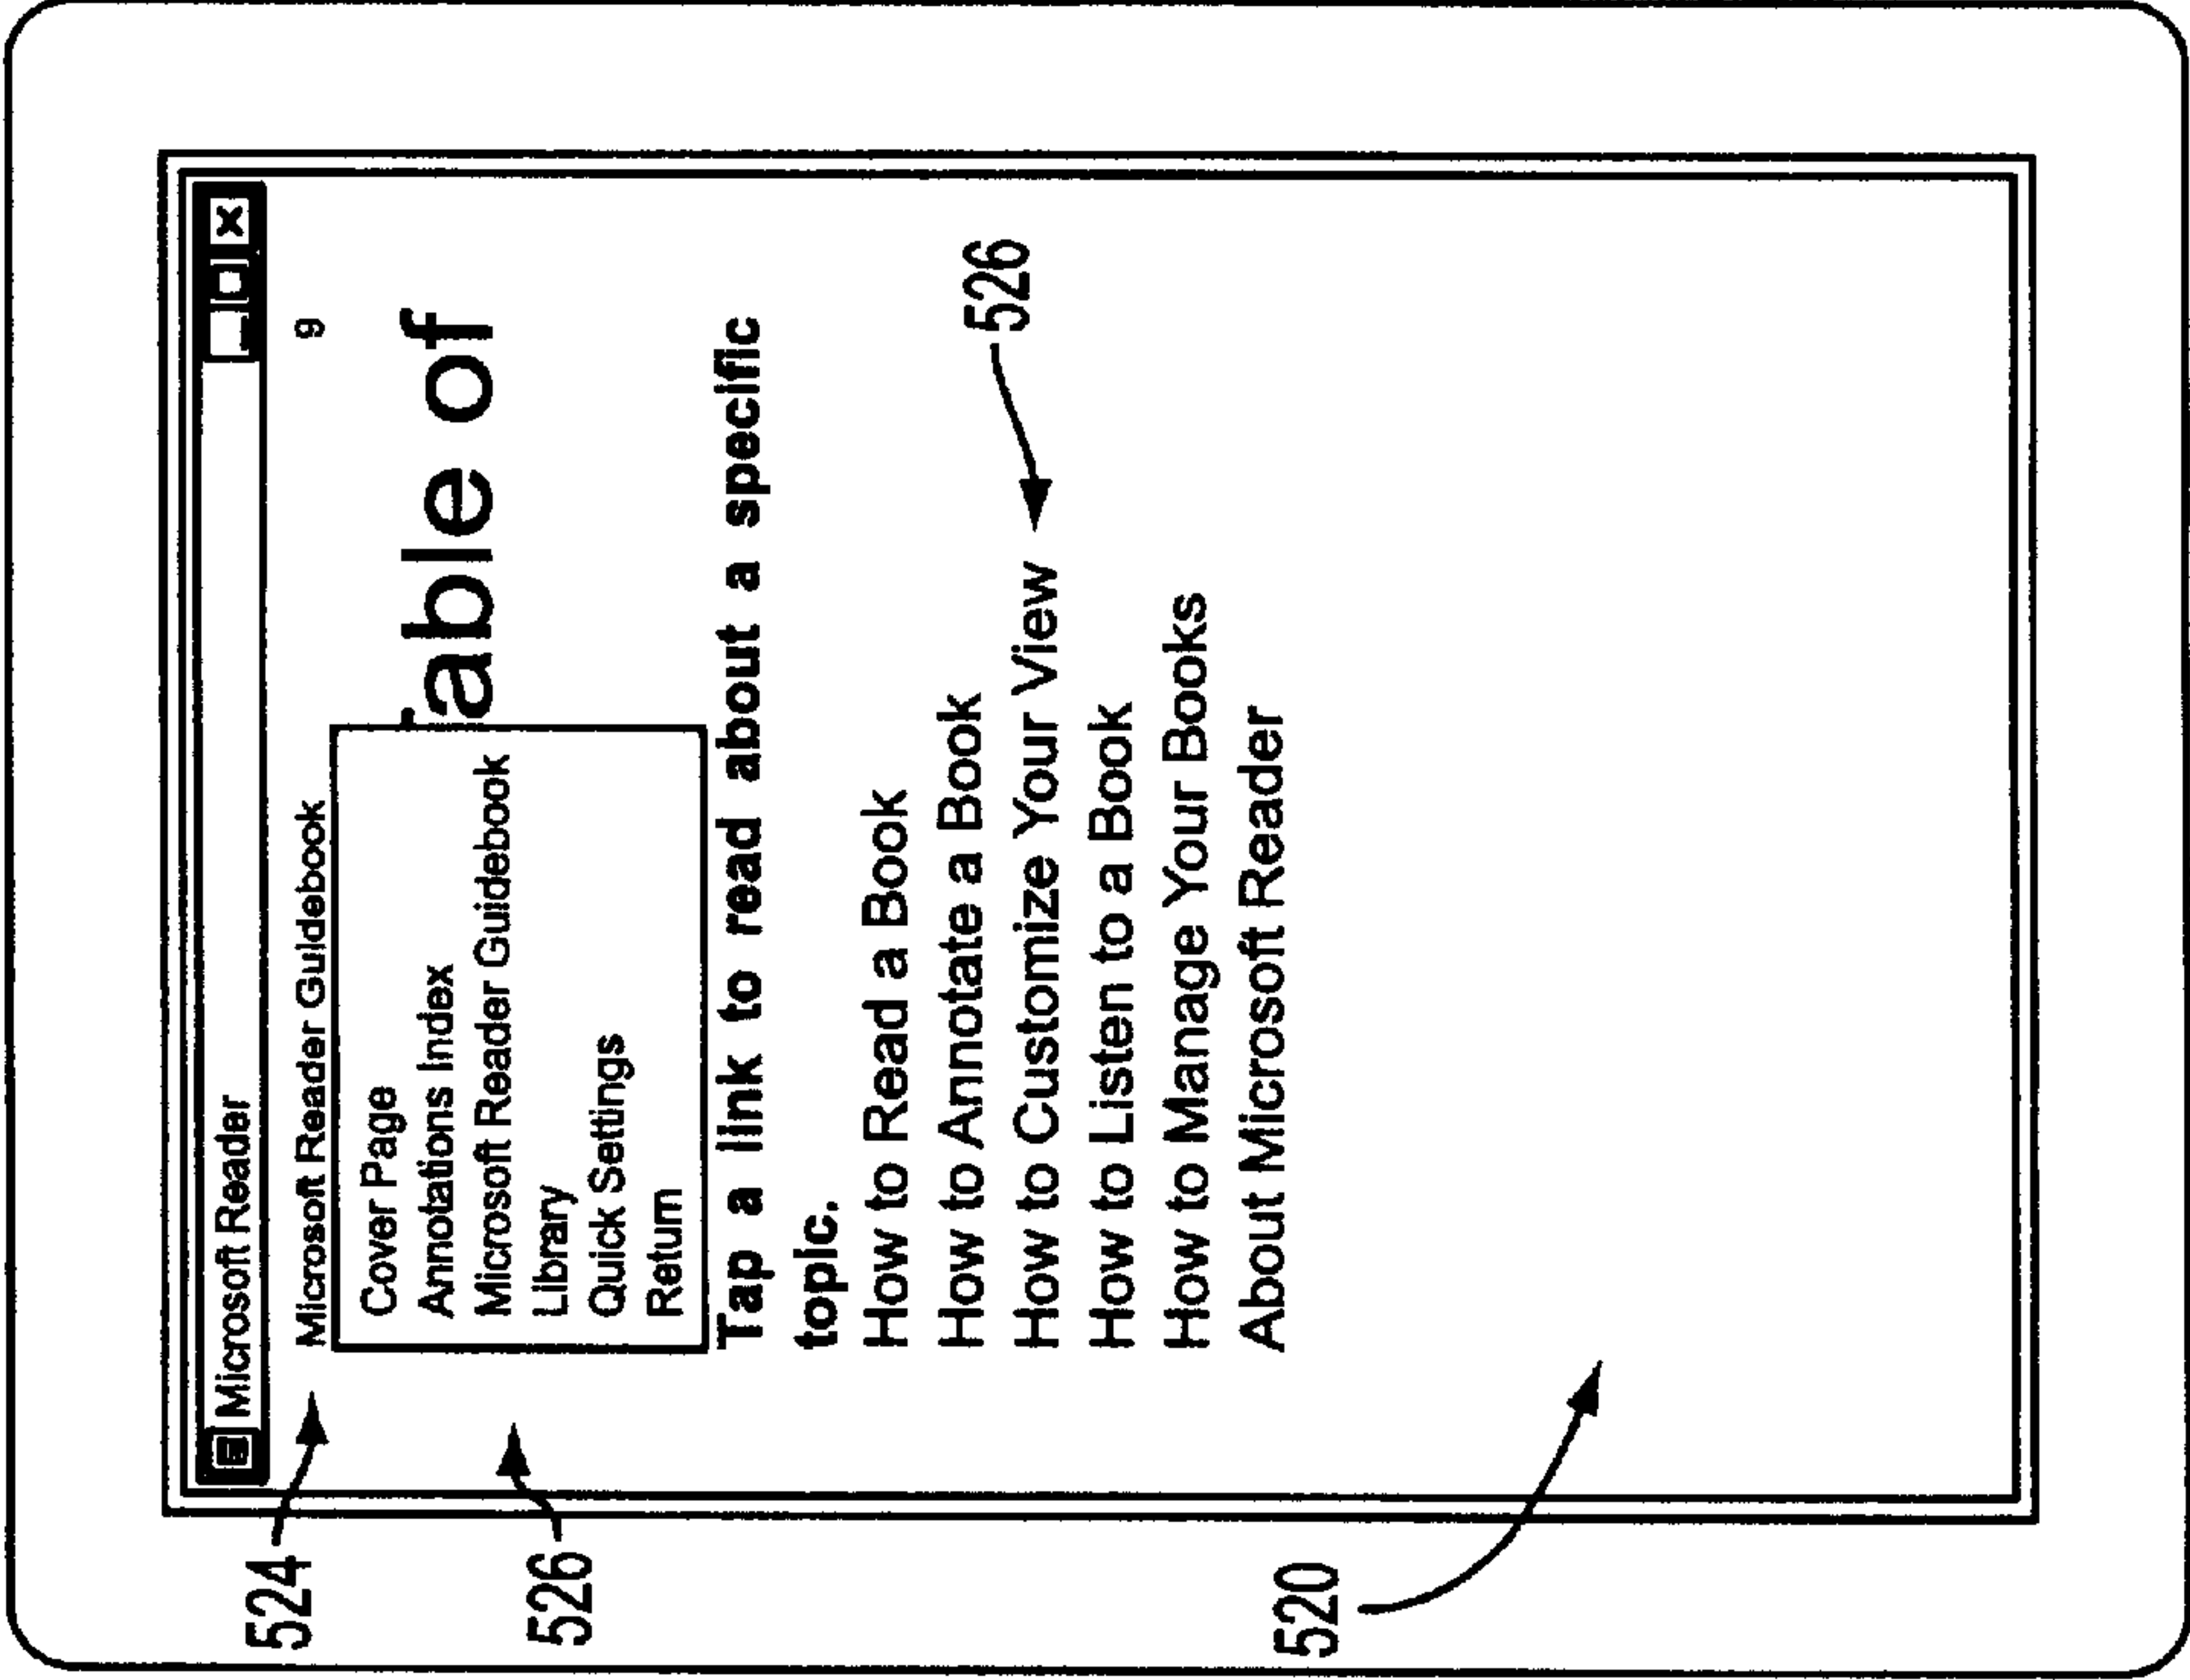 Microsoft Reader
Microsoft Reader Guidebook 9
Table of
Cover Page
Annotations Index
Microsoft Reader Guidebook
Library
Quick Settings
Return
Tap a link to read about a specific
topic.
How to Read a Book
How to Annotate a Book
How to Customize Your View
How to Listen to a Book
How to Manage Your Books
About Microsoft Reader
524
526
526
520